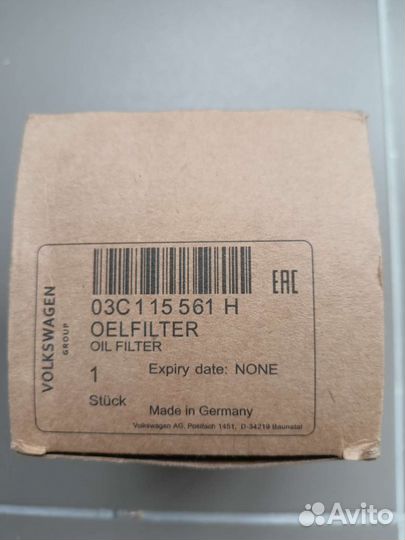 VOLKSWAGEN
GROUP
EAC
03C 115 561 H
OELFILTER
OIL FILTER
1 Expiry date: NONE
Stück
Made in Germany
Volkswagen AG, Postfach 1451, D-34219 Baunatal
Avito